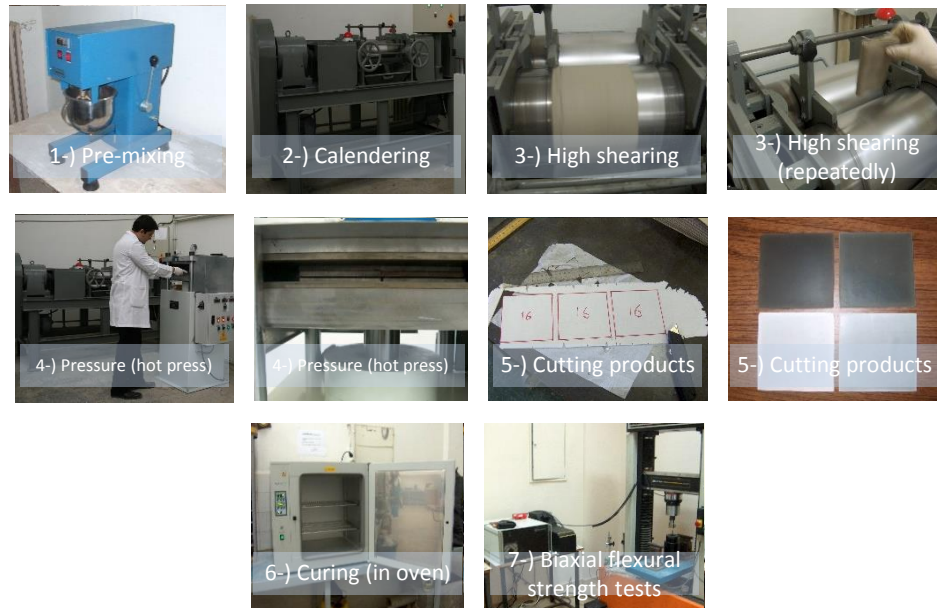 1-) Pre-mixing
2-) Calendering
3-) High shearing
3-) High shearing
(repeatedly)
4-) Pressure (hot press)
4-) Pressure (hot press)
5-) Cutting products
16 16 16
5-) Cutting products
6-) Curing (in oven)
7-) Biaxial flexural
strength tests